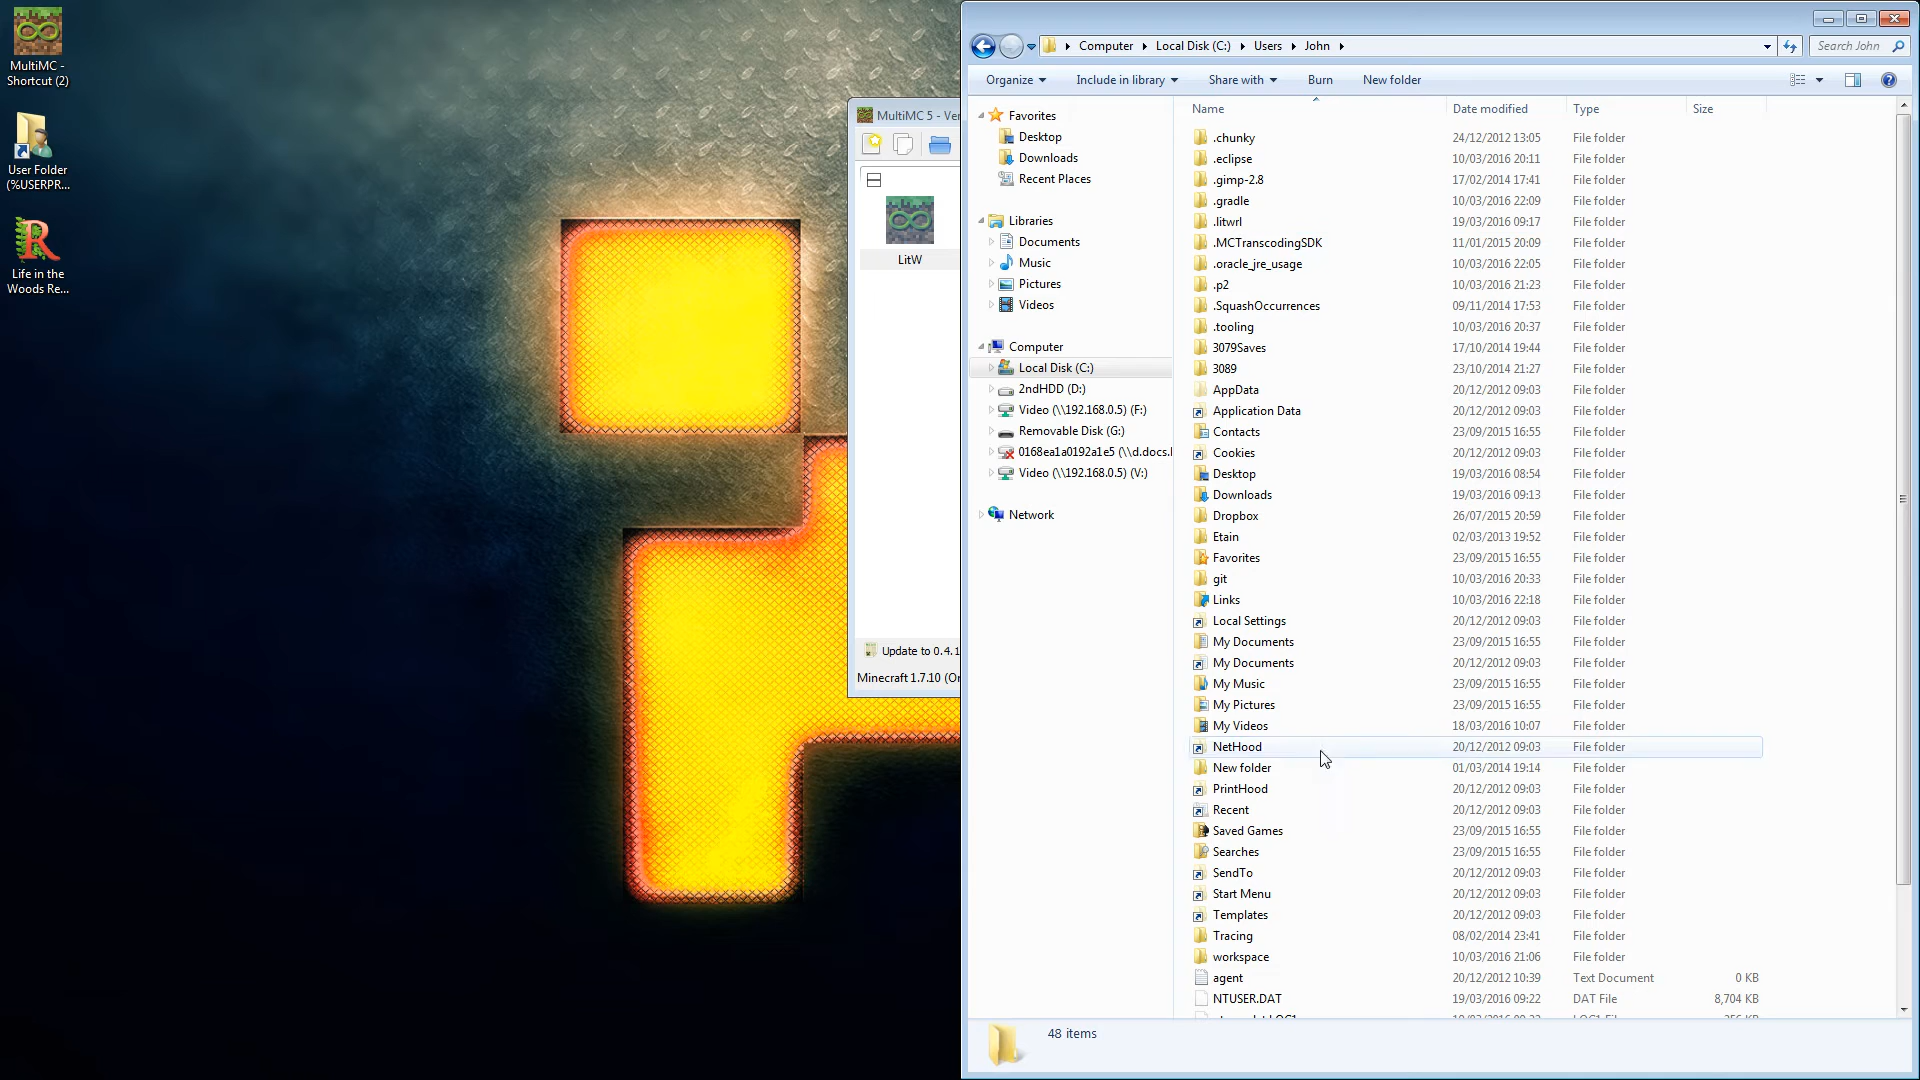 MultiMC -
Shortcut (2)
User Folder
(%USERPR...
Life in the
Woods Re...
MultiMC 5 - Ver
LitW
Update to 0.4.1
Minecraft 1.7.10 (Or
Computer Local Disk (C:) Users John
Search John
Organize Include in library Share with Burn New folder
Favorites
Desktop
Downloads
Recent Places
Libraries
Documents
Music
Pictures
Videos
Computer
Local Disk (C:)
2ndHDD (D:)
Video (\\192.168.0.5) (F:)
Removable Disk (G:)
0168ea1a0192a1e5 (\\d.docs.l
Video (\\192.168.0.5) (V:)
Network
Name Date modified Type Size
.chunky 24/12/2012 13:05 File folder
.eclipse 10/03/2016 20:11 File folder
.gimp-2.8 17/02/2014 17:41 File folder
.gradle 10/03/2016 22:09 File folder
.litwrl 19/03/2016 09:17 File folder
.MCTranscodingSDK 11/01/2015 20:09 File folder
.oracle_jre_usage 10/03/2016 22:05 File folder
.p2 10/03/2016 21:23 File folder
.SquashOccurrences 09/11/2014 17:53 File folder
.tooling 10/03/2016 20:37 File folder
3079Saves 17/10/2014 19:44 File folder
3089 23/10/2014 21:27 File folder
AppData 20/12/2012 09:03 File folder
Application Data 20/12/2012 09:03 File folder
Contacts 23/09/2015 16:55 File folder
Cookies 20/12/2012 09:03 File folder
Desktop 19/03/2016 08:54 File folder
Downloads 19/03/2016 09:13 File folder
Dropbox 26/07/2015 20:59 File folder
Etain 02/03/2013 19:52 File folder
Favorites 23/09/2015 16:55 File folder
git 10/03/2016 20:33 File folder
Links 10/03/2016 22:18 File folder
Local Settings 20/12/2012 09:03 File folder
My Documents 23/09/2015 16:55 File folder
My Documents 20/12/2012 09:03 File folder
My Music 23/09/2015 16:55 File folder
My Pictures 23/09/2015 16:55 File folder
My Videos 18/03/2016 10:07 File folder
NetHood 20/12/2012 09:03 File folder
New folder 01/03/2014 19:14 File folder
PrintHood 20/12/2012 09:03 File folder
Recent 20/12/2012 09:03 File folder
Saved Games 23/09/2015 16:55 File folder
Searches 23/09/2015 16:55 File folder
SendTo 20/12/2012 09:03 File folder
Start Menu 20/12/2012 09:03 File folder
Templates 20/12/2012 09:03 File folder
Tracing 08/02/2014 23:41 File folder
workspace 10/03/2016 21:06 File folder
agent 20/12/2012 10:39 Text Document 0 KB
NTUSER.DAT 19/03/2016 09:22 DAT File 8,704 KB
48 items